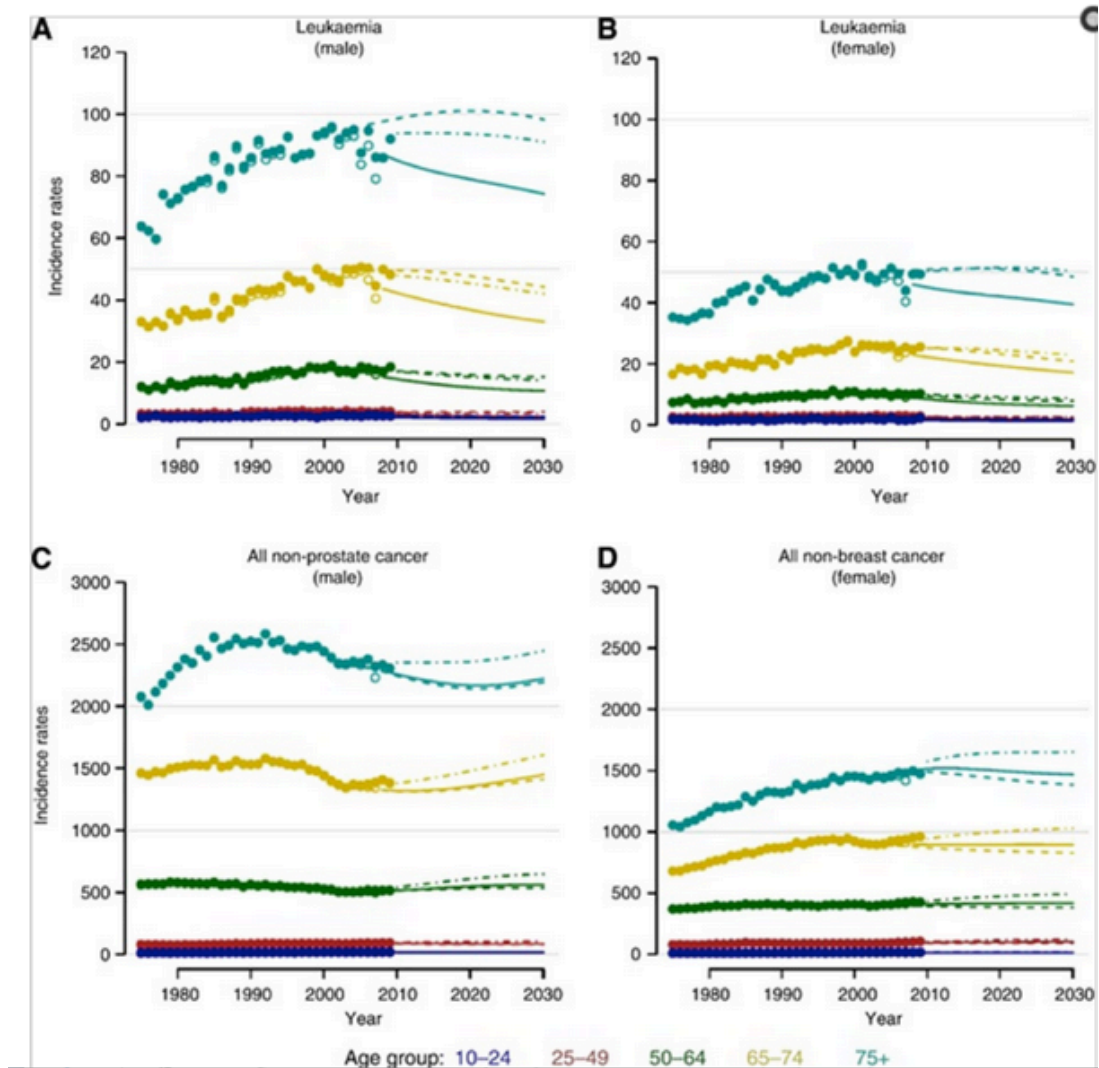 A
Leukaemia
(male)
120
100
80
60
40
20
0
Incidence rates
1980 1990 2000 2010 2020 2030
Year
B
Leukaemia
(female)
120
100
80
60
40
20
0
1980 1990 2000 2010 2020 2030
Year
C
All non-prostate cancer
(male)
3000
2500
2000
1500
1000
500
0
Incidence rates
1980 1990 2000 2010 2020 2030
Year
D
All non-breast cancer
(female)
3000
2500
2000
1500
1000
500
0
1980 1990 2000 2010 2020 2030
Year
Age group: 10–24 25–49 50–64 65–74 75+